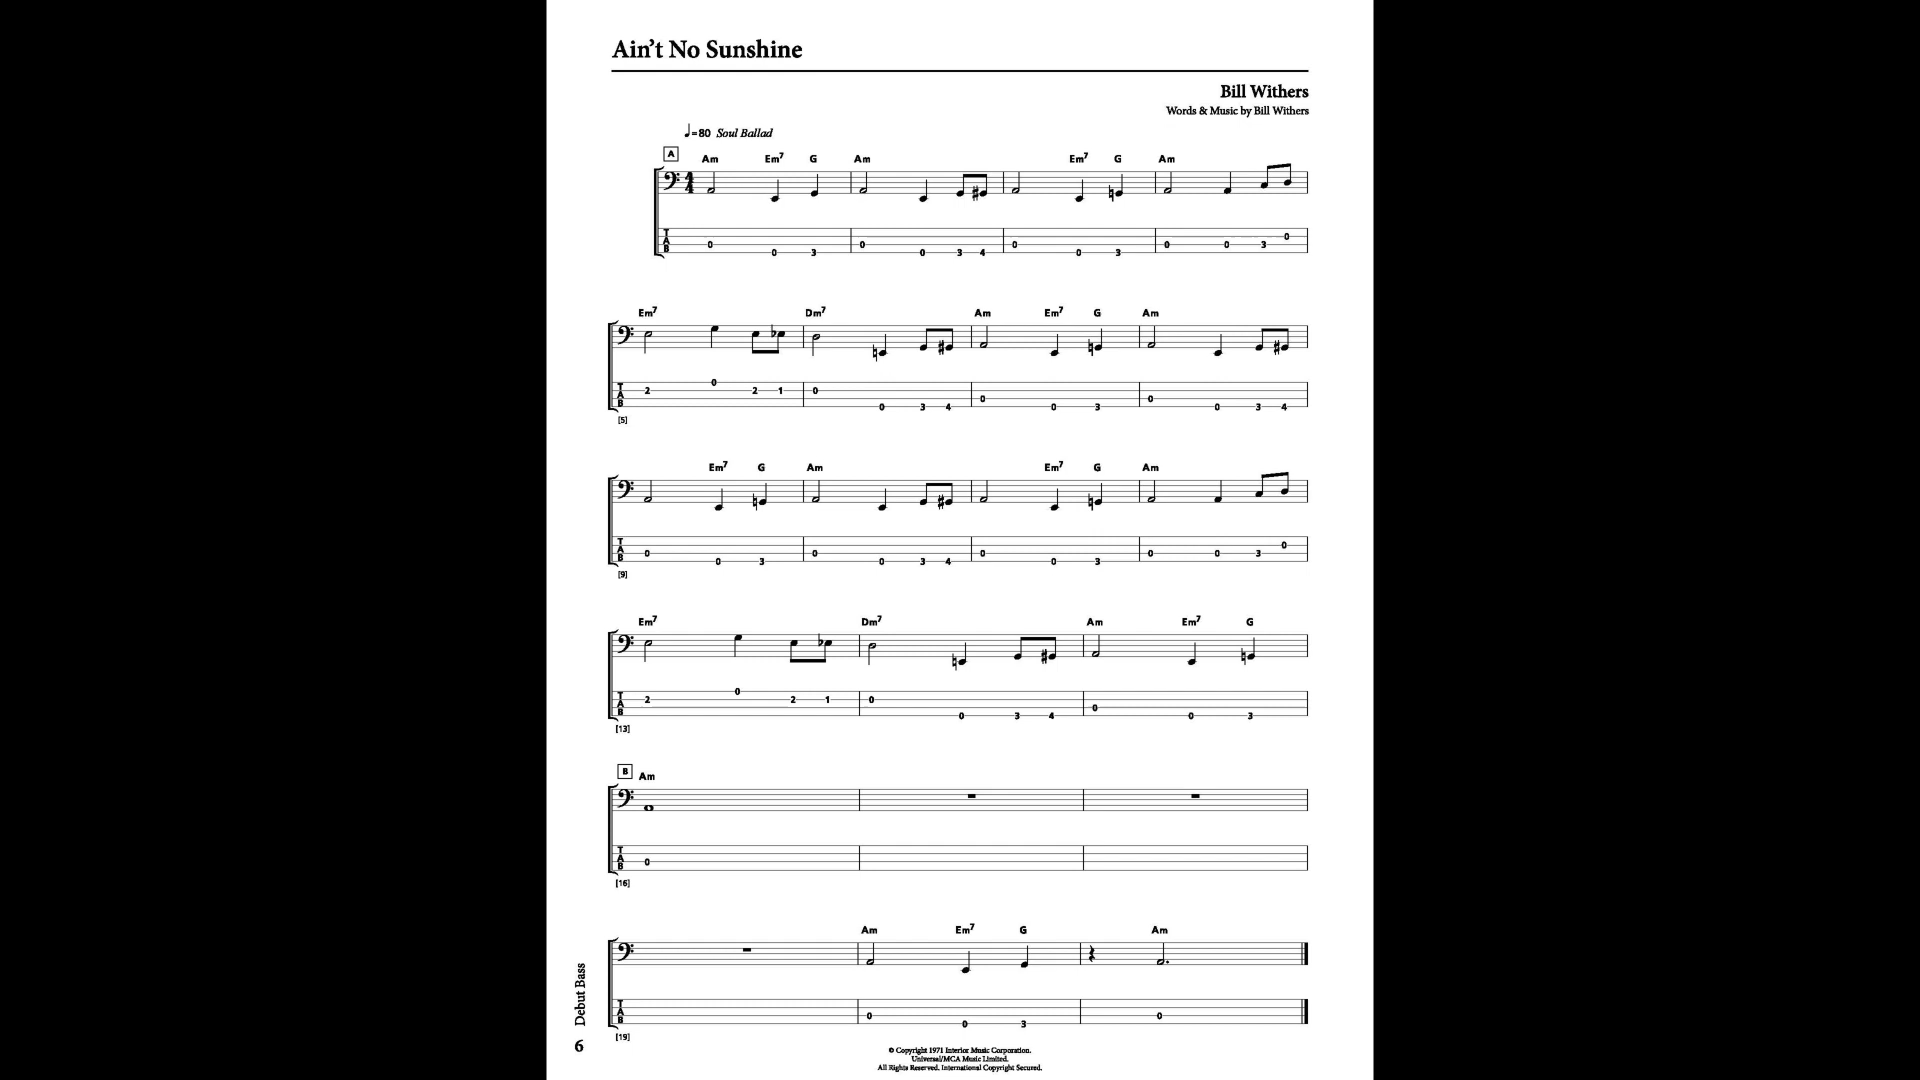 Ain't No Sunshine
Bill Withers
Words & Music by Bill Withers
♩=80 Soul Ballad
A
Am Em7 G Am Em7 G Am
4
4
T 0 0 3 0 0 3 4 0 0 3 0 0 3 0
A
B
Em7 Dm7 Am Em7 G Am
T 2 0 2 1 0 0 3 4 0 0 3 0 0 3 4
A
B
[5]
Em7 G Am Em7 G Am
T 0 0 3 0 0 3 4 0 0 3 0 0 3 0
A
B
[9]
Em7 Dm7 Am Em7 G
T 2 0 2 1 0 0 3 4 0 0 3
A
B
[13]
B Am
T 0
A
B
[16]
Am Em7 G Am
T 0 0 3 0
A
B
[19]
Debut Bass
6
© Copyright 1971 Interior Music Corporation.
Universal/MCA Music Limited.
All Rights Reserved. International Copyright Secured.